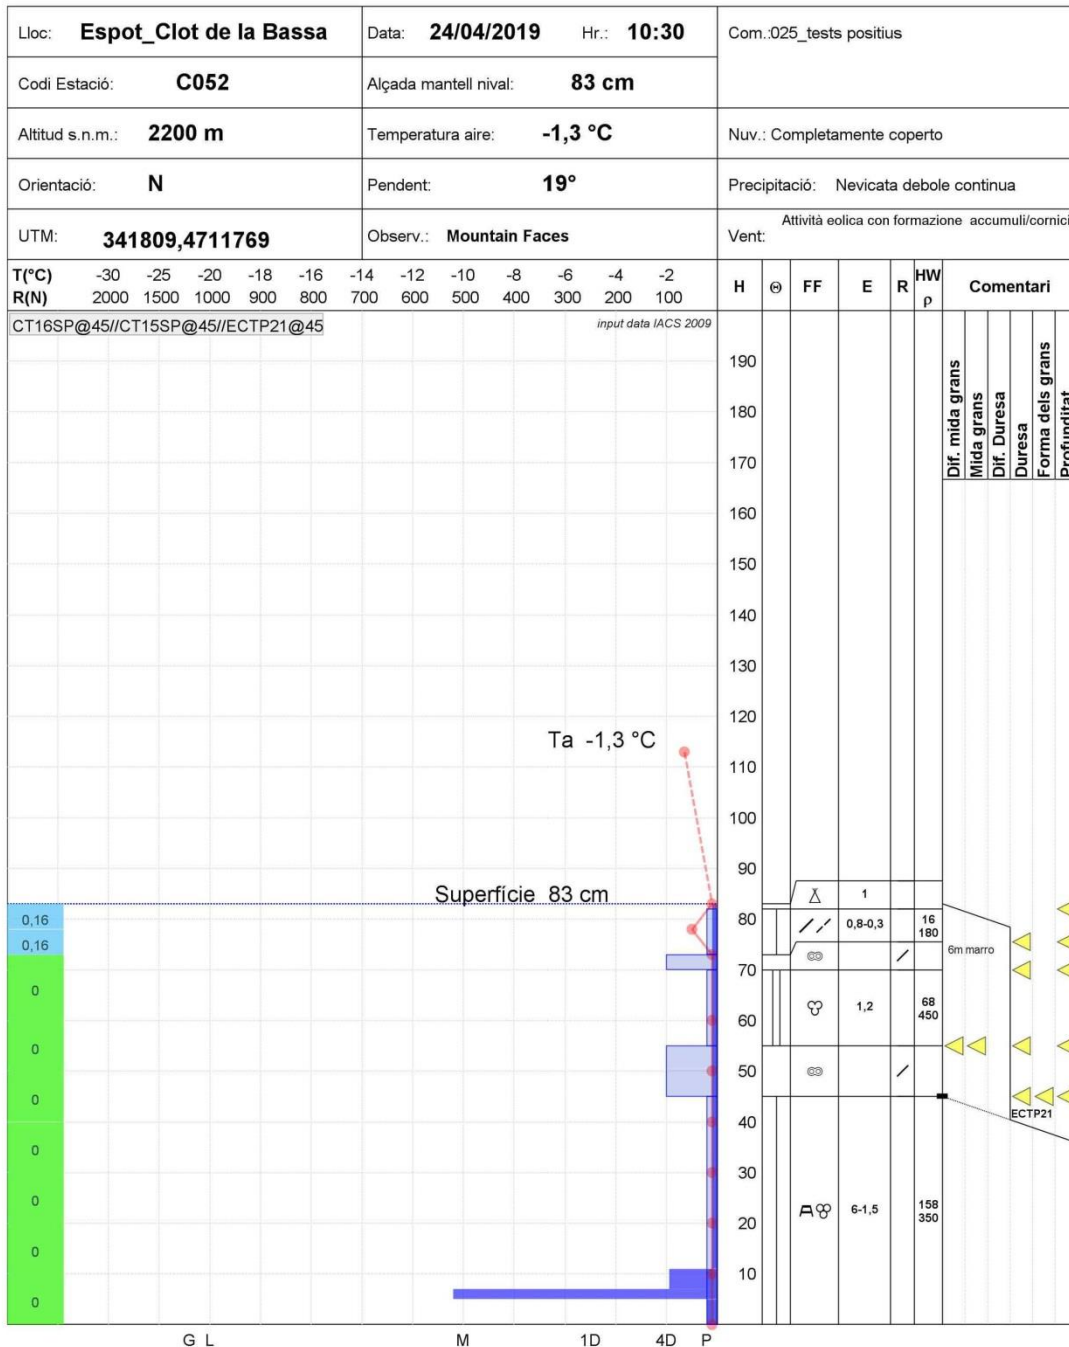 Lloc: Espot_Clot de la Bassa Data: 24/04/2019 Hr.: 10:30 Com.:025_tests positius
Codi Estació: C052 Alçada mantell nival: 83 cm
Altitud s.n.m.: 2200 m Temperatura aire: -1,3 °C Nuv.: Completamente coperto
Orientació: N Pendent: 19° Precipitació: Nevicata debole continua
UTM: 341809,4711769 Observ.: Mountain Faces Vent: Attività eolica con formazione accumuli/cornici
T(°C) -30 -25 -20 -18 -16 -14 -12 -10 -8 -6 -4 -2
R(N) 2000 1500 1000 900 800 700 600 500 400 300 200 100
H Θ FF E R HW ρ Comentari
CT16SP@45//CT15SP@45//ECTP21@45
input data IACS 2009
Dif. mida grans
Mida grans
Dif. Duresa
Duresa
Forma dels grans
Profunditat
190
180
170
160
150
140
130
120
Ta -1,3 °C
110
100
90
Superfície 83 cm
1
0,16 80 0,8-0,3 16
180
0,16
6m marro
70
0
60 1,2 68
450
0
50
0
ECTP21
40
0
30
0
20 6-1,5 158
350
0
10
0
G L M 1D 4D P